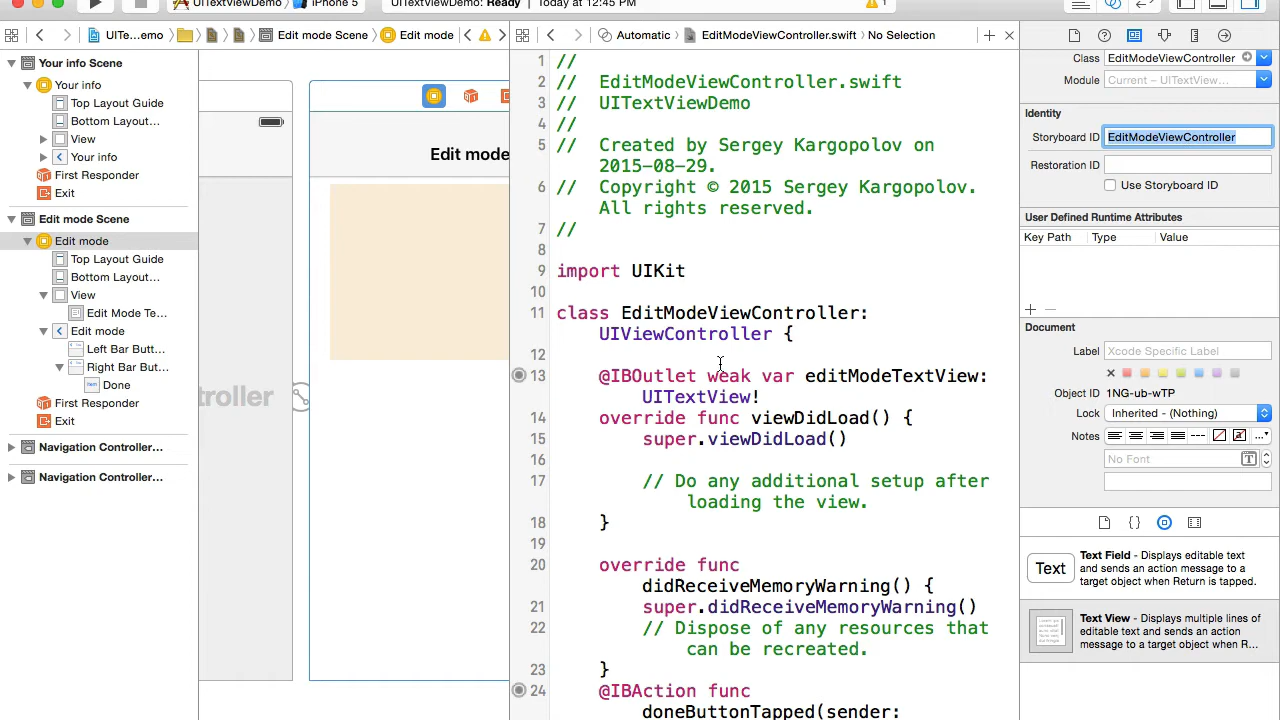 UITextViewDemo
iPhone 5
UITextViewDemo: Ready
Today at 12:45 PM
1
UITe...emo
Edit mode Scene
Edit mode
Automatic
EditModeViewController.swift
No Selection
Your info Scene
Your info
Top Layout Guide
Bottom Layout...
View
Your info
First Responder
Exit
Edit mode Scene
Edit mode
Top Layout Guide
Bottom Layout...
View
Edit Mode Te...
Edit mode
Left Bar Butt...
Right Bar But...
Item
Done
First Responder
Exit
Navigation Controller...
Navigation Controller...
roller
Edit mode
1 //
2 // EditModeViewController.swift
3 // UITextViewDemo
4 //
5 // Created by Sergey Kargopolov on
2015-08-29.
6 // Copyright © 2015 Sergey Kargopolov.
All rights reserved.
7 //
8
9 import UIKit
10
11 class EditModeViewController:
UIViewController {
12
13 @IBOutlet weak var editModeTextView:
UITextView!
14 override func viewDidLoad() {
15 super.viewDidLoad()
16
17 // Do any additional setup after
loading the view.
18 }
19
20 override func
didReceiveMemoryWarning() {
21 super.didReceiveMemoryWarning()
22 // Dispose of any resources that
can be recreated.
23 }
24 @IBAction func
doneButtonTapped(sender:
Class EditModeViewController
Module Current – UITextView...
Identity
Storyboard ID EditModeViewController
Restoration ID
Use Storyboard ID
User Defined Runtime Attributes
Key Path Type Value
Document
Label Xcode Specific Label
Object ID 1NG-ub-wTP
Lock Inherited - (Nothing)
Notes
No Font
Text
Text Field - Displays editable text
and sends an action message to a
target object when Return is tapped.
Text View - Displays multiple lines
of editable text and sends an action
message to a target object when R...